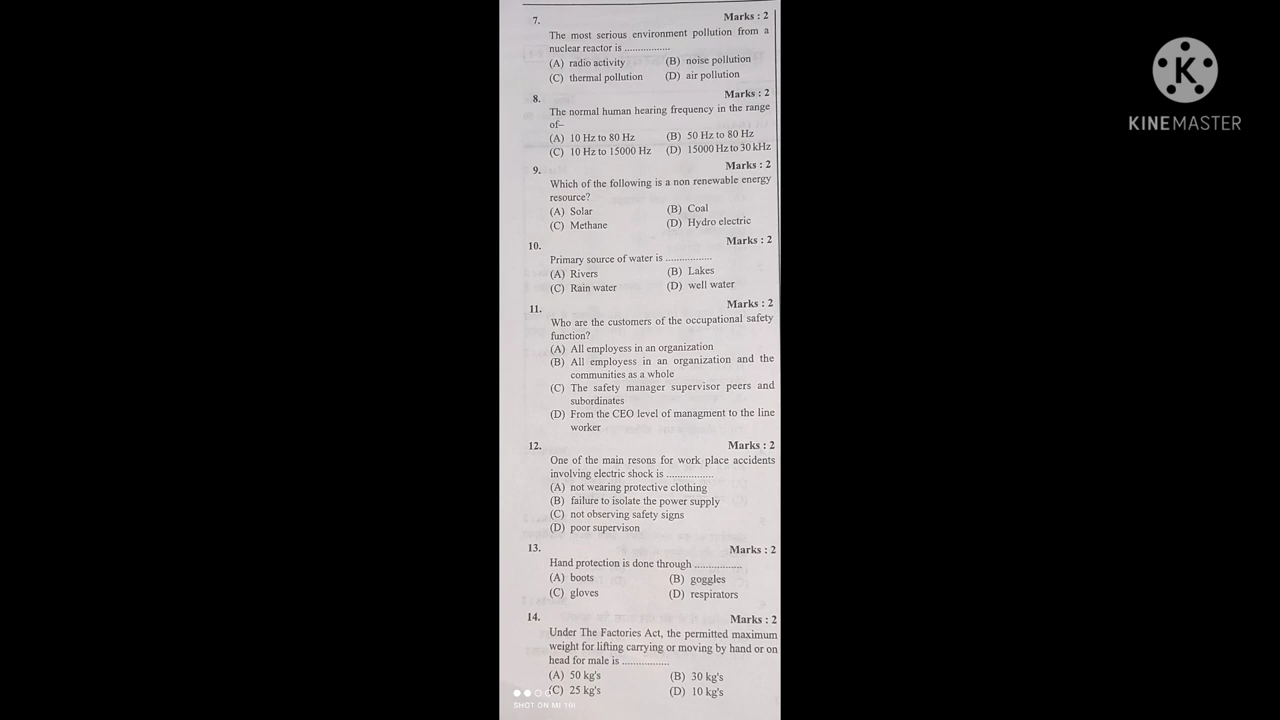 7.
Marks : 2
The most serious environment pollution from a
nuclear reactor is ................
(A) radio activity (B) noise pollution
(C) thermal pollution (D) air pollution
8.
Marks : 2
The normal human hearing frequency in the range
of–
(A) 10 Hz to 80 Hz (B) 50 Hz to 80 Hz
(C) 10 Hz to 15000 Hz (D) 15000 Hz to 30 kHz
9.
Marks : 2
Which of the following is a non renewable energy
resource?
(A) Solar (B) Coal
(C) Methane (D) Hydro electric
10.
Marks : 2
Primary source of water is ................
(A) Rivers (B) Lakes
(C) Rain water (D) well water
11.
Marks : 2
Who are the customers of the occupational safety
function?
(A) All employess in an organization
(B) All employess in an organization and the
communities as a whole
(C) The safety manager supervisor peers and
subordinates
(D) From the CEO level of managment to the line
worker
12.
Marks : 2
One of the main resons for work place accidents
involving electric shock is ................
(A) not wearing protective clothing
(B) failure to isolate the power supply
(C) not observing safety signs
(D) poor supervison
13.
Marks : 2
Hand protection is done through ................
(A) boots (B) goggles
(C) gloves (D) respirators
14.
Marks : 2
Under The Factories Act, the permitted maximum
weight for lifting carrying or moving by hand or on
head for male is ................
(A) 50 kg's (B) 30 kg's
(C) 25 kg's (D) 10 kg's
SHOT ON MI 10I
K
KINEMASTER